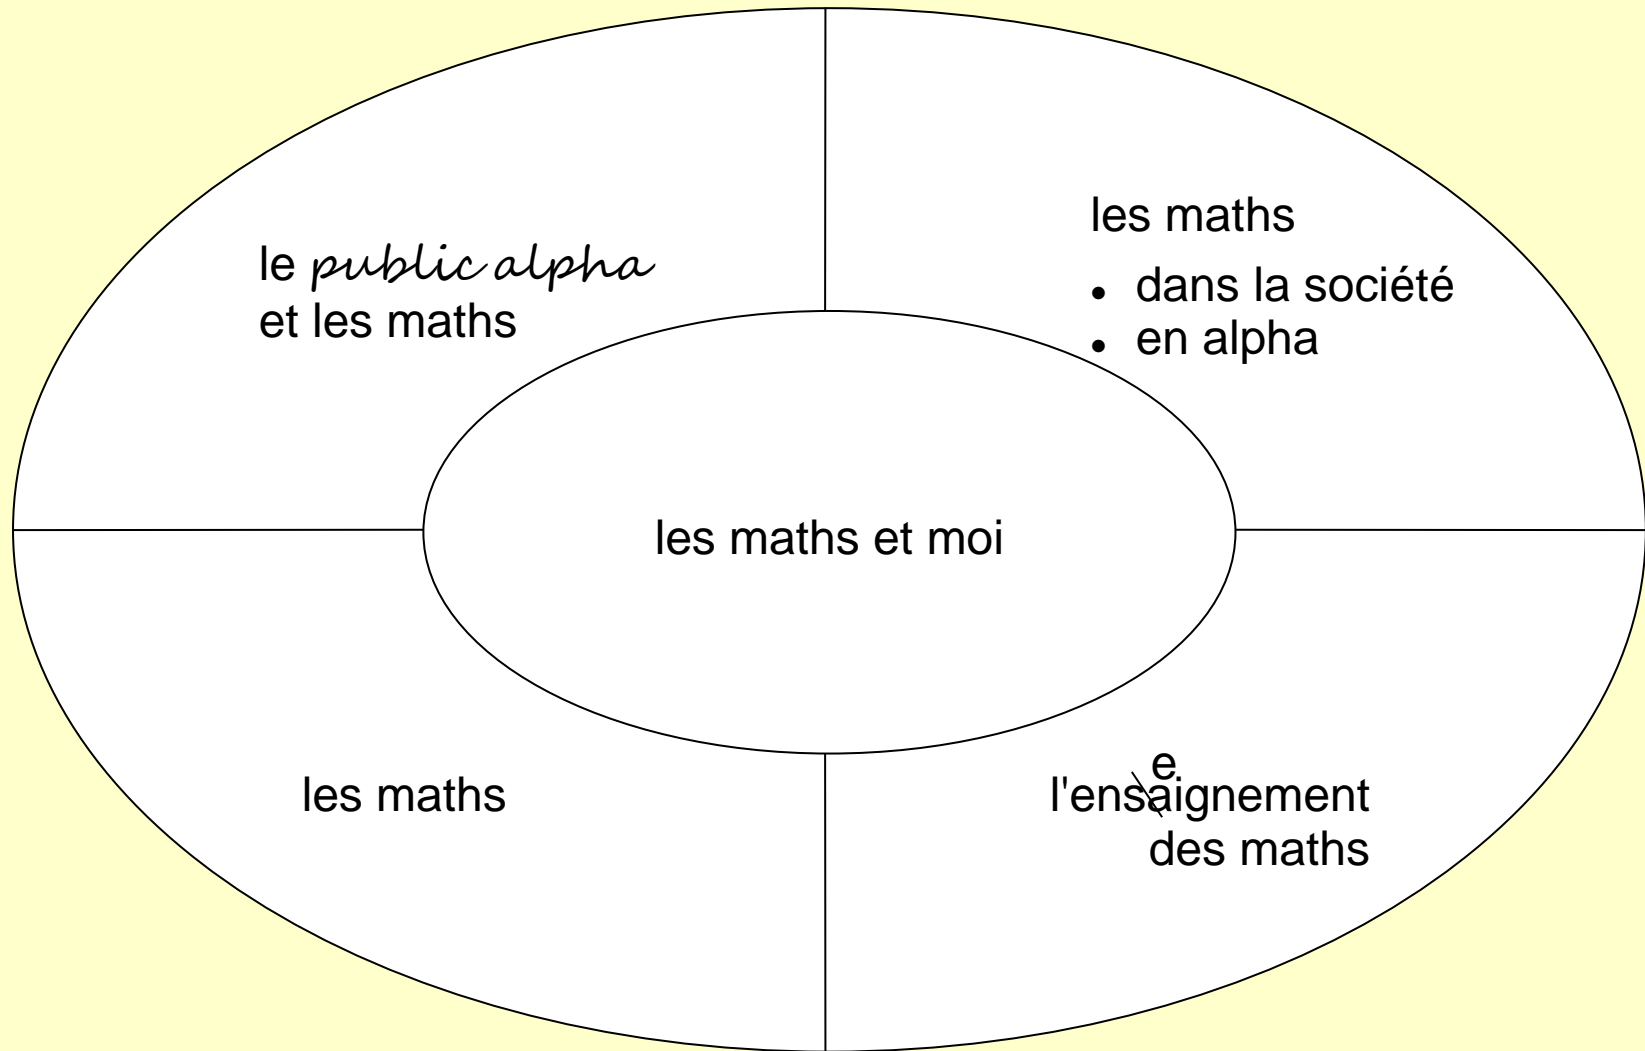 le public alpha
et les maths
les maths
• dans la société
• en alpha
les maths et moi
les maths
e
l'ensaignement
des maths